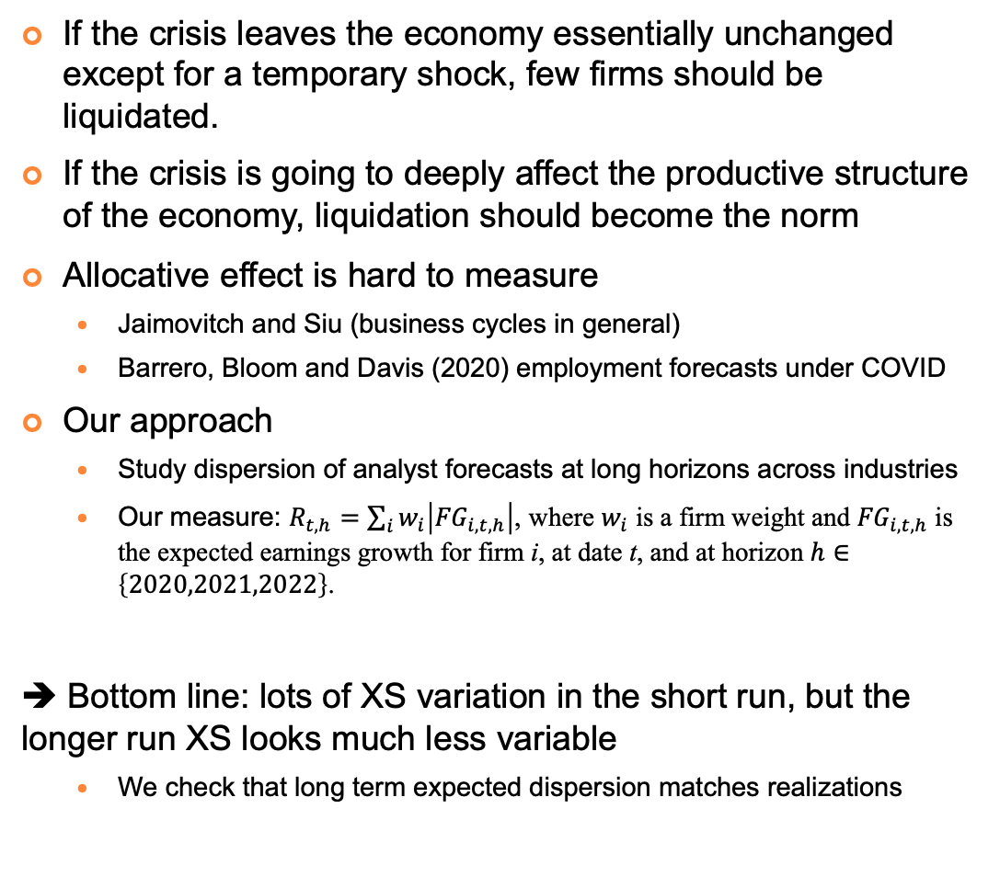 If the crisis leaves the economy essentially unchanged
except for a temporary shock, few firms should be
liquidated.
If the crisis is going to deeply affect the productive structure
of the economy, liquidation should become the norm
Allocative effect is hard to measure
• Jaimovitch and Siu (business cycles in general)
• Barrero, Bloom and Davis (2020) employment forecasts under COVID
Our approach
• Study dispersion of analyst forecasts at long horizons across industries
• Our measure: R_{t,h} = ∑_i w_i|FG_{i,t,h}|, where w_i is a firm weight and FG_{i,t,h} is
the expected earnings growth for firm i, at date t, and at horizon h ∈
{2020,2021,2022}.
➔ Bottom line: lots of XS variation in the short run, but the
longer run XS looks much less variable
• We check that long term expected dispersion matches realizations